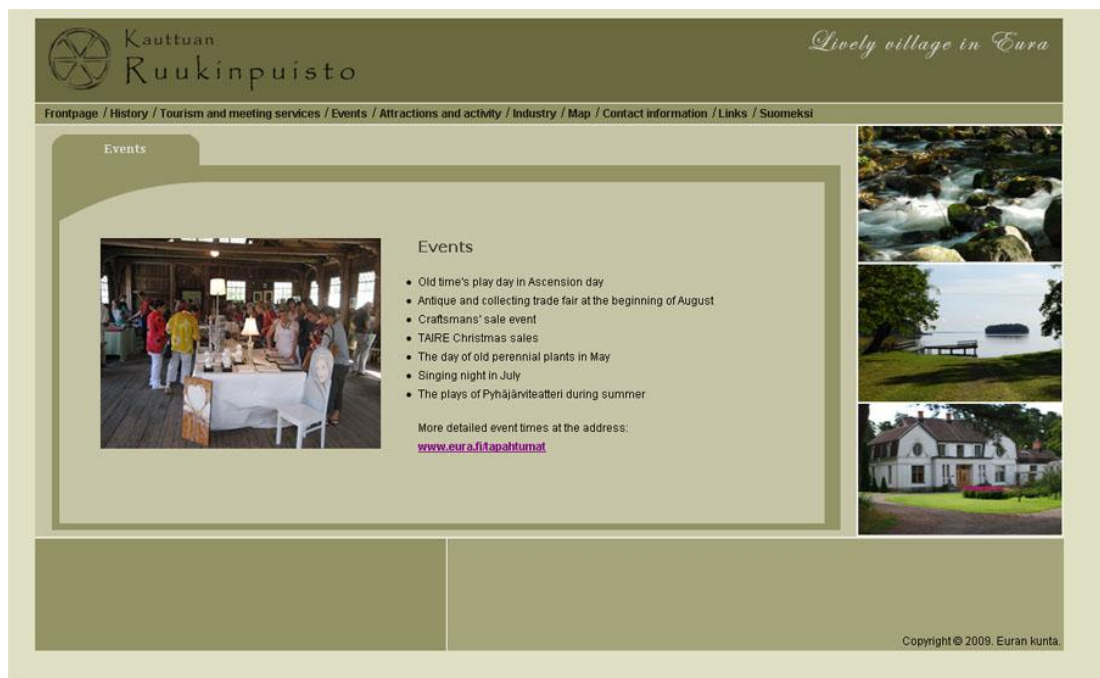 Kauttuan
Ruukinpuisto
Lively village in Eura
Frontpage / History / Tourism and meeting services / Events / Attractions and activity / Industry / Map / Contact information / Links / Suomeksi
Events
Events
• Old time's play day in Ascension day
• Antique and collecting trade fair at the beginning of August
• Craftsmans' sale event
• TAIRE Christmas sales
• The day of old perennial plants in May
• Singing night in July
• The plays of Pyhäjärviteatteri during summer
More detailed event times at the address:
www.eura.fi/tapahtumat
Copyright © 2009. Euran kunta.